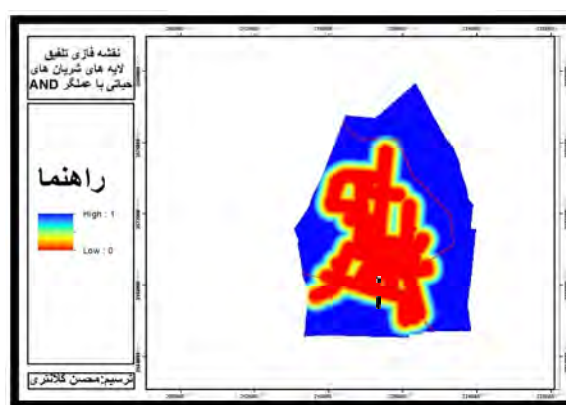 نقشه فازی تلفیق
لایه های شریان های
حیاتی با عملگر AND
راهنما
High : 1
Low : 0
ترسیم:محسن کلانتری